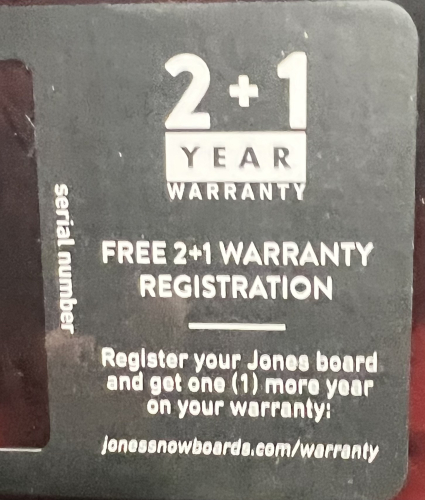 2+1
YEAR
WARRANTY
FREE 2+1 WARRANTY
REGISTRATION
Register your Jones board
and get one (1) more year
on your warranty:
jonessnowboards.com/warranty
serial number